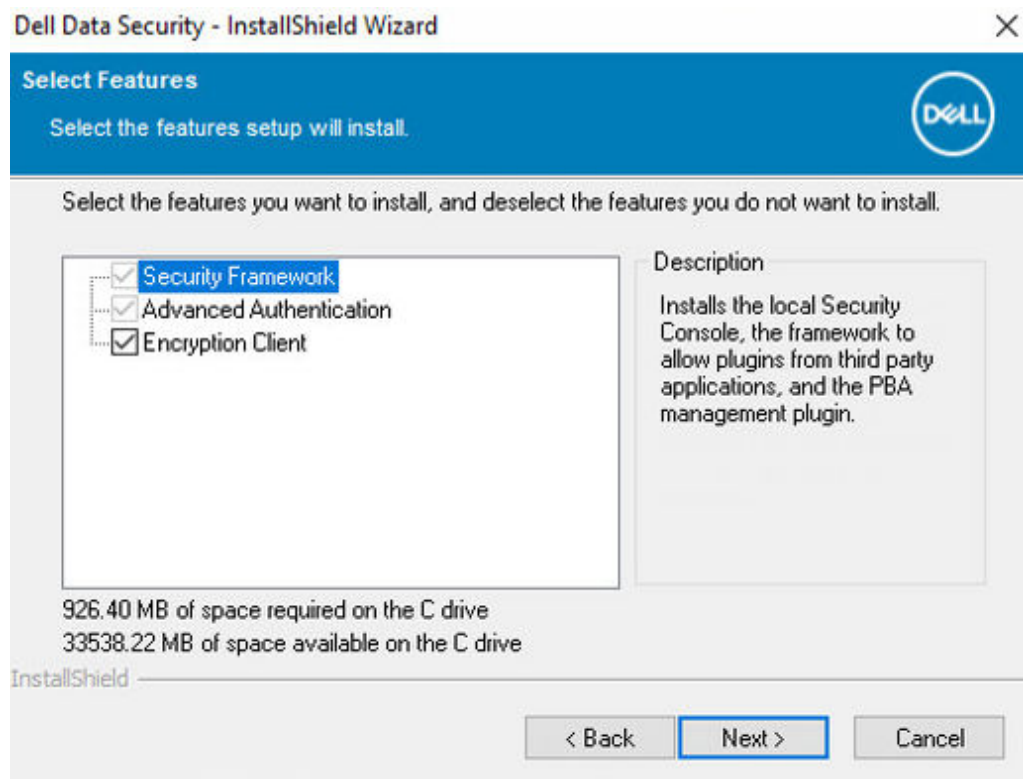 Dell Data Security - InstallShield Wizard
Select Features
Select the features setup will install.
DELL
Select the features you want to install, and deselect the features you do not want to install.
Security Framework
Advanced Authentication
Encryption Client
Description
Installs the local Security
Console, the framework to
allow plugins from third party
applications, and the PBA
management plugin.
926.40 MB of space required on the C drive
33538.22 MB of space available on the C drive
InstallShield
< Back
Next >
Cancel